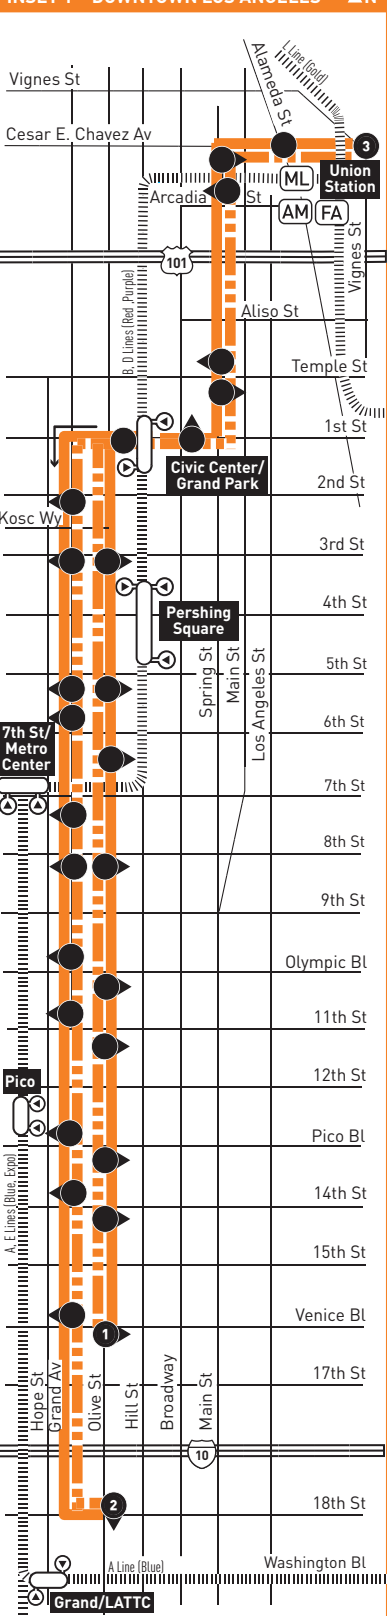 INSET 1 – DOWNTOWN LOS ANGELES N
L Line (Gold)
Alameda St
Vignes St
Cesar E. Chavez Av
3
Union
Station
ML
Arcadia St
AM FA
Vignes St
101
B, D Lines (Red, Purple)
Aliso St
Temple St
1st St
Civic Center/
Grand Park
2nd St
Kosc Wy
3rd St
4th St
Pershing
Square
5th St
Spring St
Main St
Los Angeles St
6th St
7th St/
Metro
Center
7th St
8th St
9th St
Olympic Bl
11th St
12th St
Pico
Pico Bl
A, E Lines (Blue, Expo)
14th St
15th St
Venice Bl
1
Hope St
Grand Av
Olive St
Hill St
Broadway
Main St
17th St
10
2
18th St
A Line (Blue)
Washington Bl
Grand/LATTC